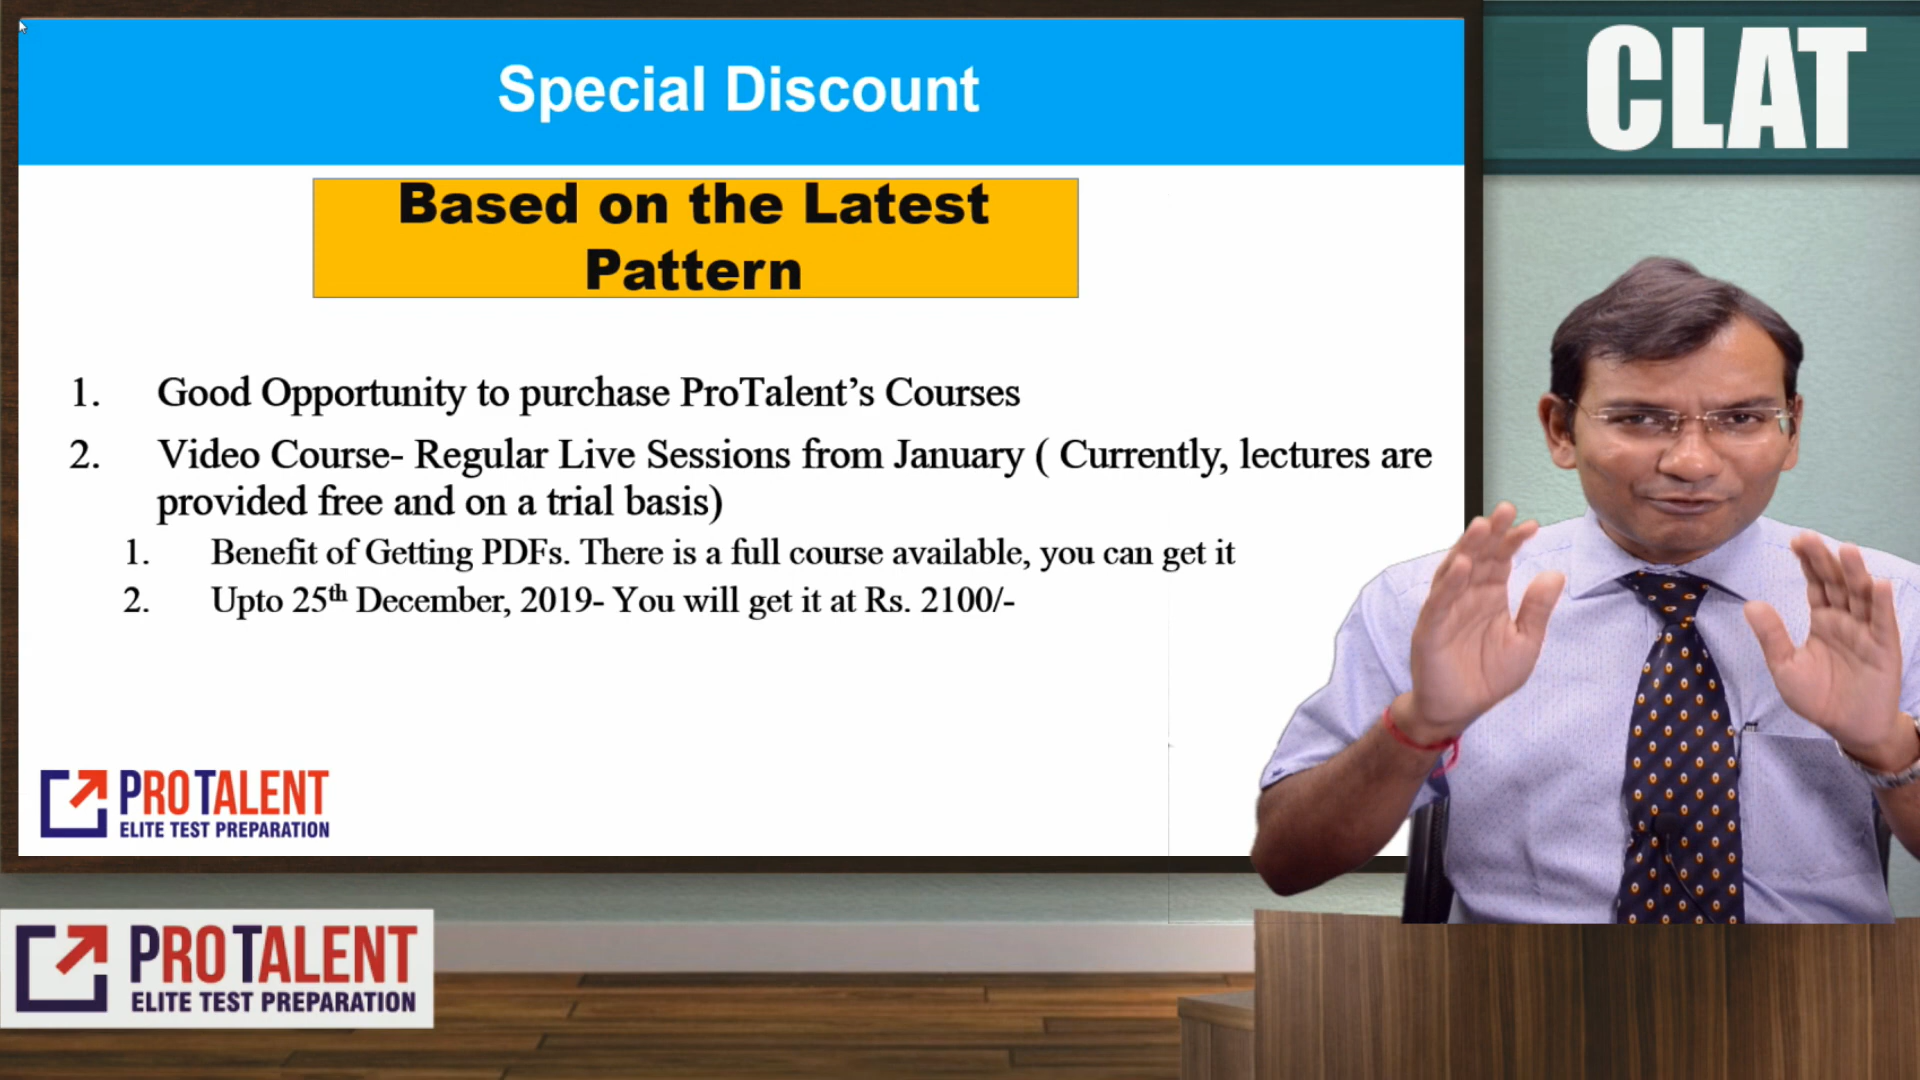 Special Discount
CLAT
Based on the Latest
Pattern
1. Good Opportunity to purchase ProTalent’s Courses
2. Video Course- Regular Live Sessions from January ( Currently, lectures are
provided free and on a trial basis)
1. Benefit of Getting PDFs. There is a full course available, you can get it
2. Upto 25th December, 2019- You will get it at Rs. 2100/-
PROTALENT
ELITE TEST PREPARATION
PROTALENT
ELITE TEST PREPARATION